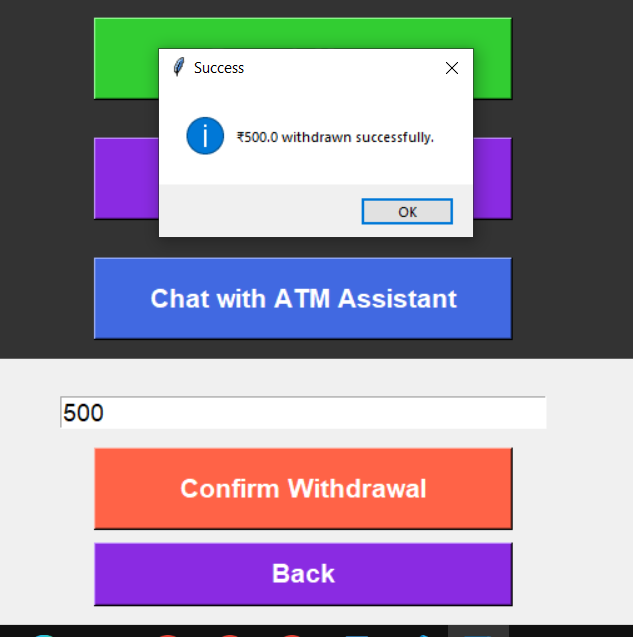 Success
₹500.0 withdrawn successfully.
OK
Chat with ATM Assistant
500
Confirm Withdrawal
Back